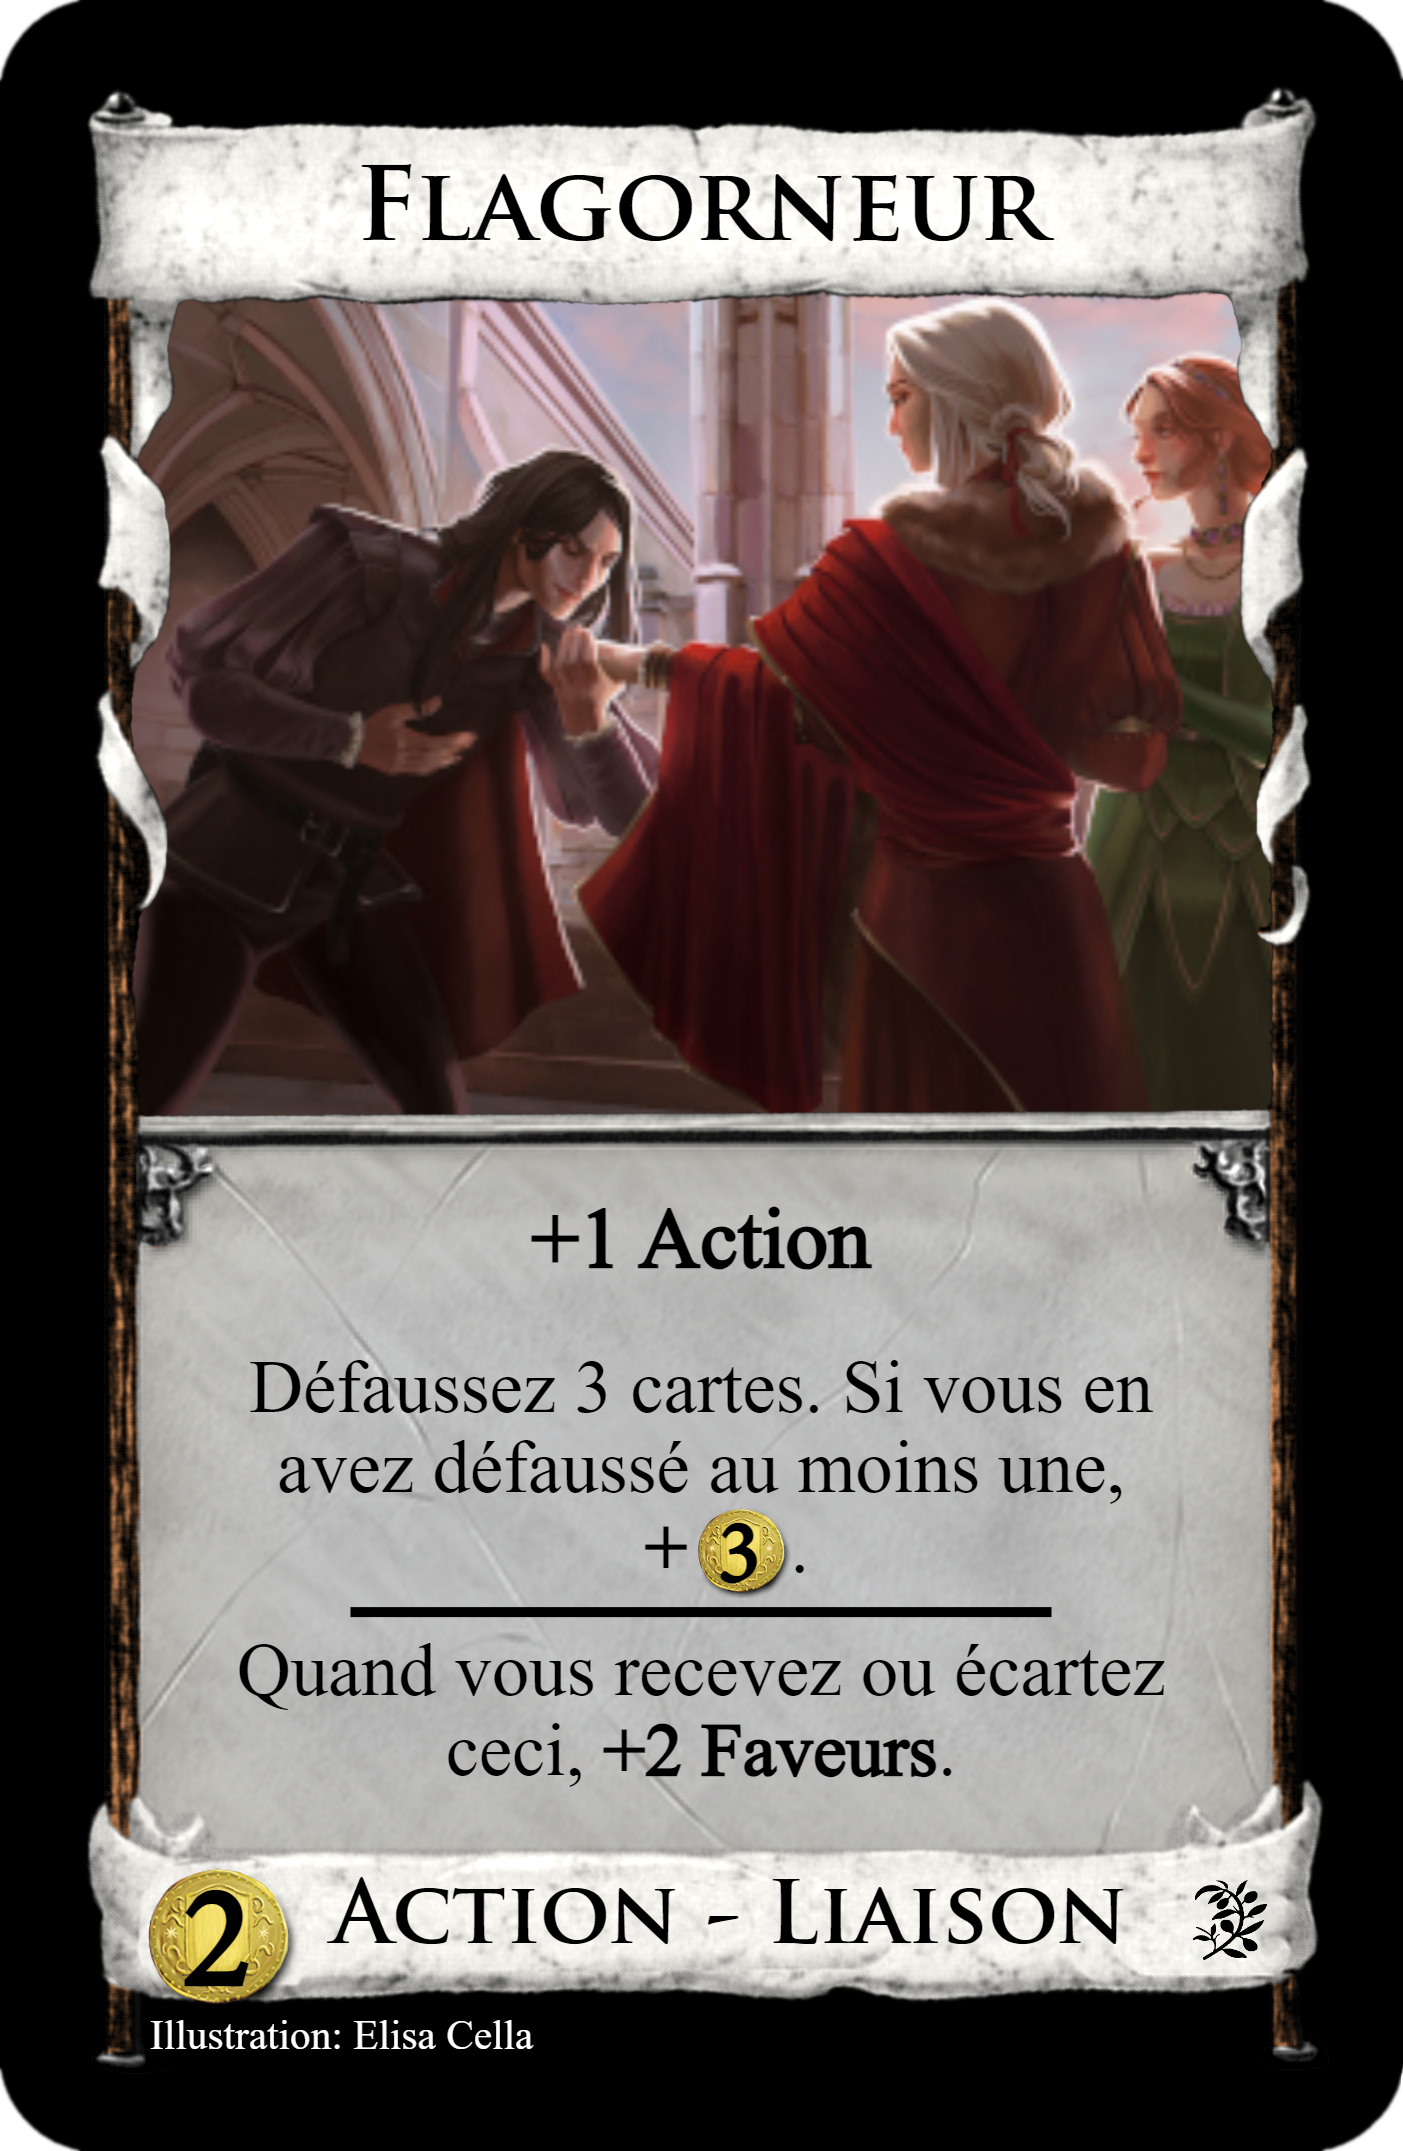 FLAGORNEUR
+1 Action
Défaussez 3 cartes. Si vous en
avez défaussé au moins une,
+3.
Quand vous recevez ou écartez
ceci, +2 Faveurs.
2 ACTION - LIAISON
Illustration: Elisa Cella